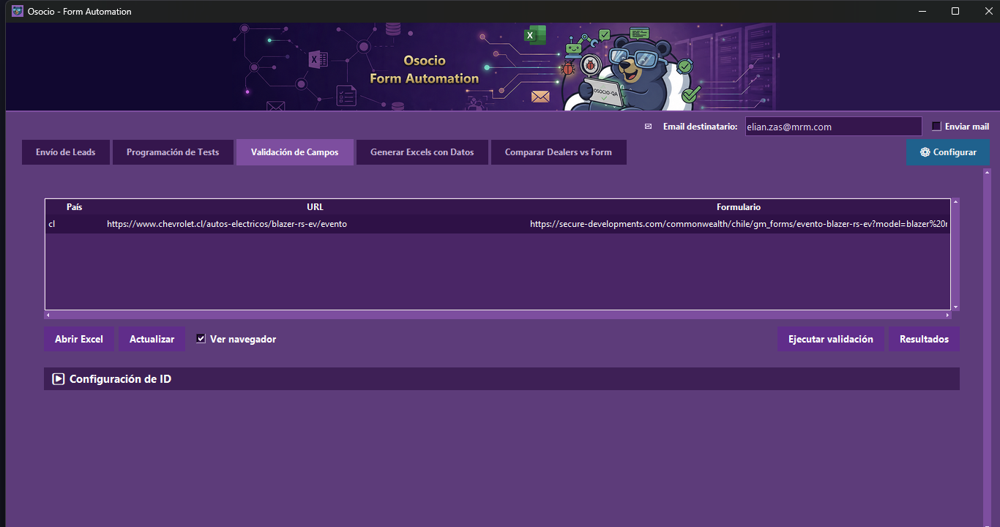 Osocio - Form Automation
Osocio
Form Automation
OSOCIO-QA
Email destinatario: elian.zas@mrm.com Enviar mail
Envío de Leads Programación de Tests Validación de Campos Generar Excels con Datos Comparar Dealers vs Form Configurar
País URL Formulario
cl https://www.chevrolet.cl/autos-electricos/blazer-rs-ev/evento https://secure-developments.com/commonwealth/chile/gm_forms/evento-blazer-rs-ev?model=blazer%20r
Abrir Excel Actualizar Ver navegador Ejecutar validación Resultados
Configuración de ID